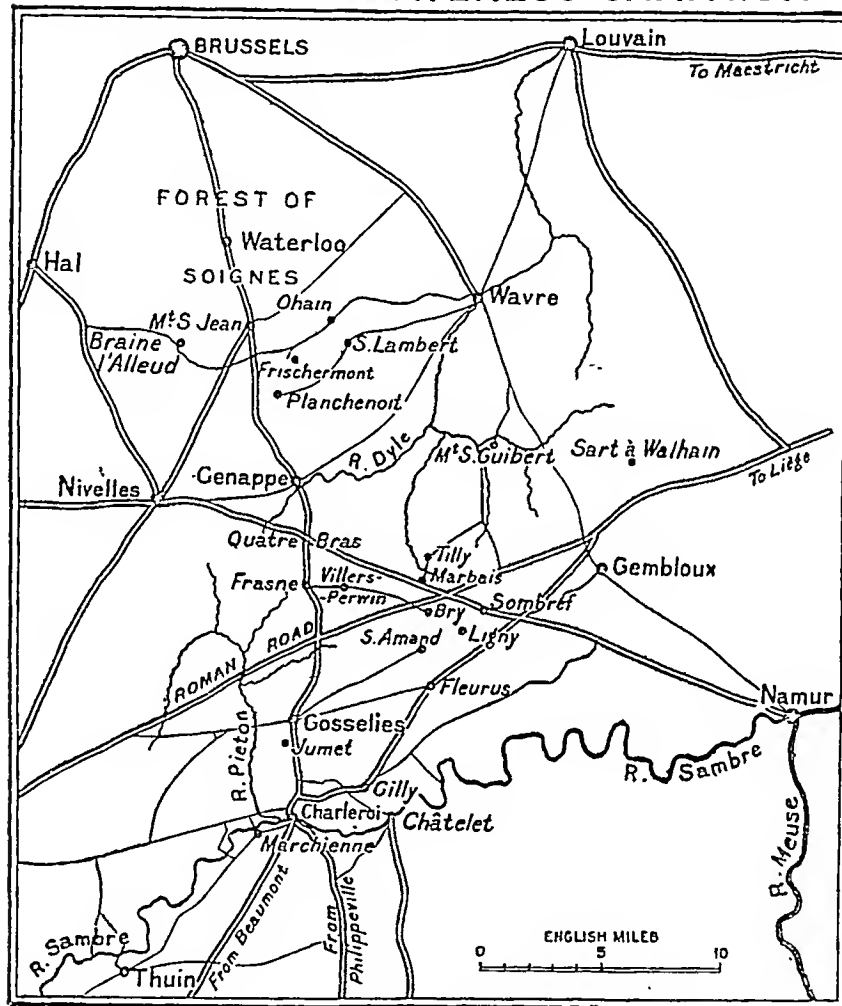 BRUSSELS
Louvain
To Maestricht
FOREST OF
Waterloo
SOIGNES
Hal
Ohain
Wavre
Mt S Jean
S. Lambert
Braine
l'Alleud
Frischermont
Planchenoit
R. Dyle
Mt S. Guibert
Sart à Walhain
To Liége
Nivelles
Genappe
Quatre Bras
Tilly
Marbais
Gembloux
Frasne
Villers-
-Perwin
Sombref
Bry
Ligny
S. Amand
ROMAN ROAD
Fleurus
Namur
Gosselies
Jumet
R. Pieton
R. Sambre
Gilly
Charleroi
Châtelet
Marchienne
R. Meuse
From Beaumont
From
Philippeville
R. Sambre
Thuin
ENGLISH MILES
0 5 10